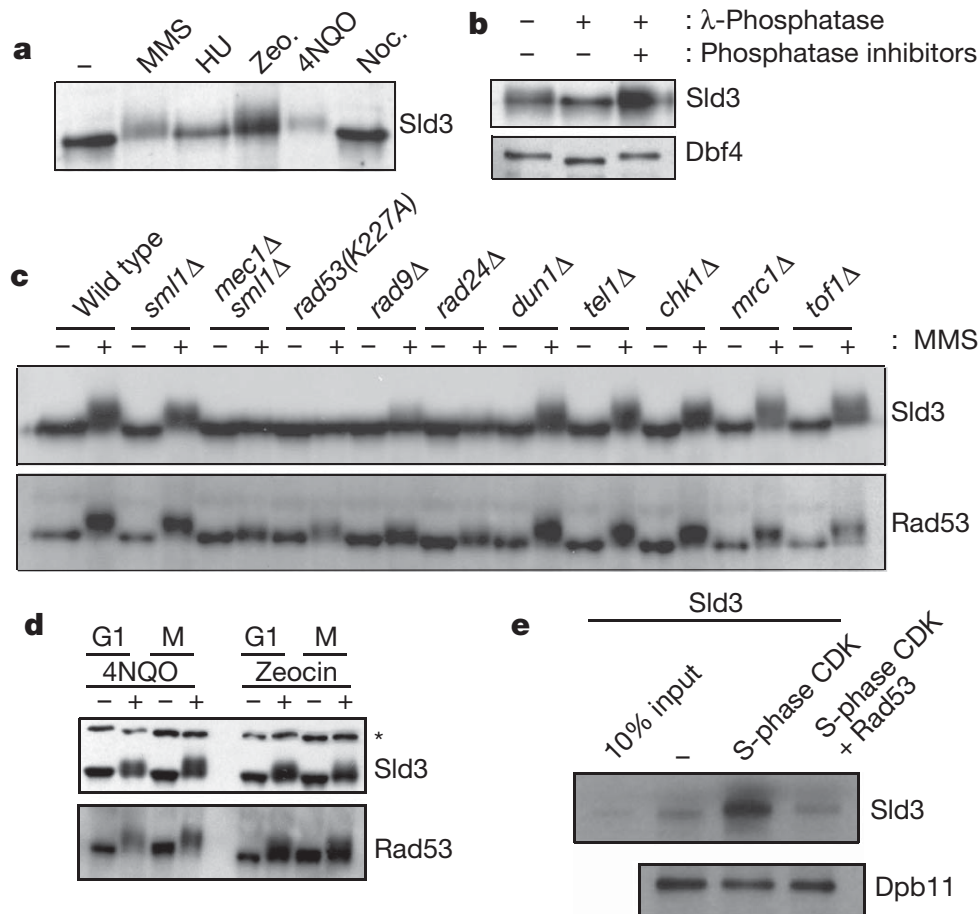 a
– MMS HU Zeo. 4NQO Noc.
Sld3
b
– + + : λ-Phosphatase
– – + : Phosphatase inhibitors
Sld3
Dbf4
c
Wild type sml1Δ mec1Δ sml1Δ rad53(K227A) rad9Δ rad24Δ dun1Δ tel1Δ chk1Δ mrc1Δ tof1Δ
– + – + – + – + – + – + – + – + – + – + – + : MMS
Sld3
Rad53
d
G1 M G1 M
4NQO Zeocin
– + – + – + – +
*
Sld3
Rad53
e
Sld3
10% input – S-phase CDK S-phase CDK + Rad53
Sld3
Dpb11